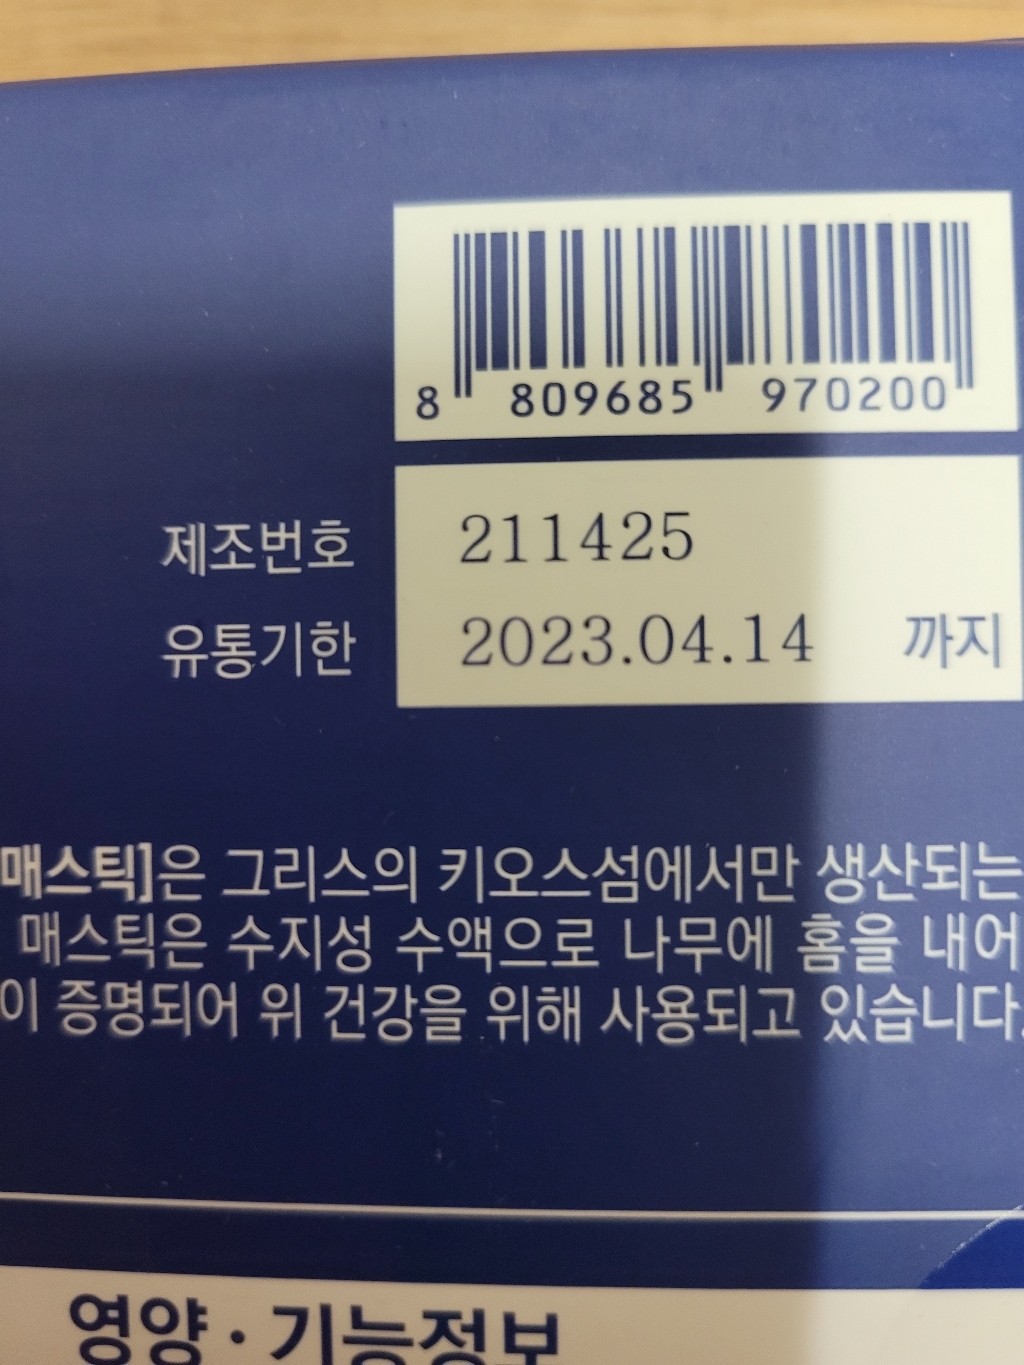 8 809685 970200
제조번호 211425
유통기한 2023.04.14 까지
매스틱]은 그리스의 키오스섬에서만 생산되는
매스틱은 수지성 수액으로 나무에 홈을 내어
이 증명되어 위 건강을 위해 사용되고 있습니다.
영양·기능정보